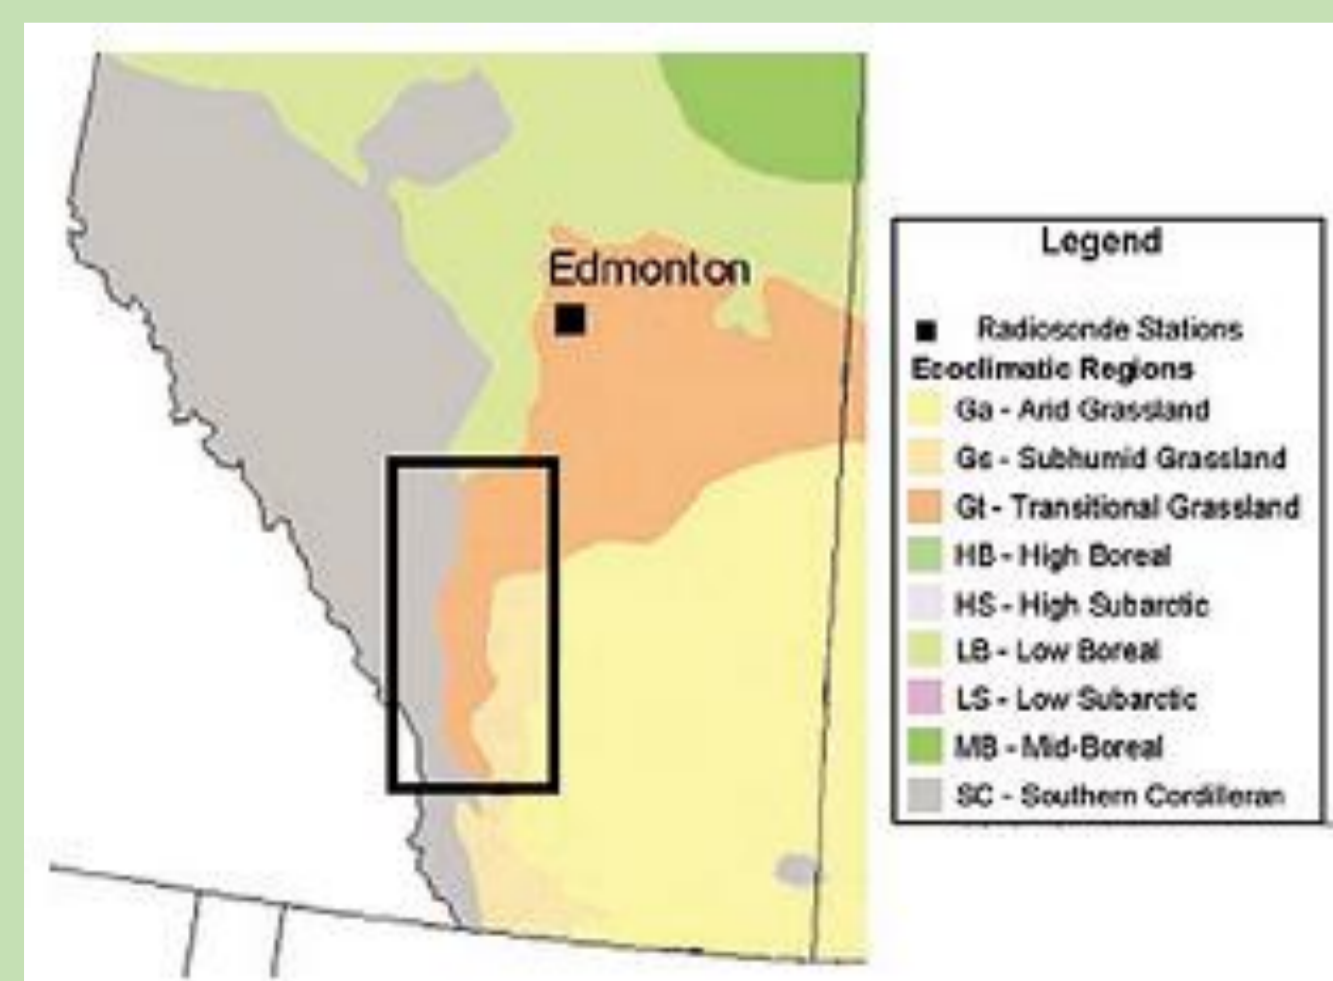 Edmonton
Legend
Radiosonde Stations
Ecoclimatic Regions
Ga - Arid Grassland
Gs - Subhumid Grassland
Gt - Transitional Grassland
HB - High Boreal
HS - High Subarctic
LB - Low Boreal
LS - Low Subarctic
MB - Mid-Boreal
SC - Southern Cordilleran